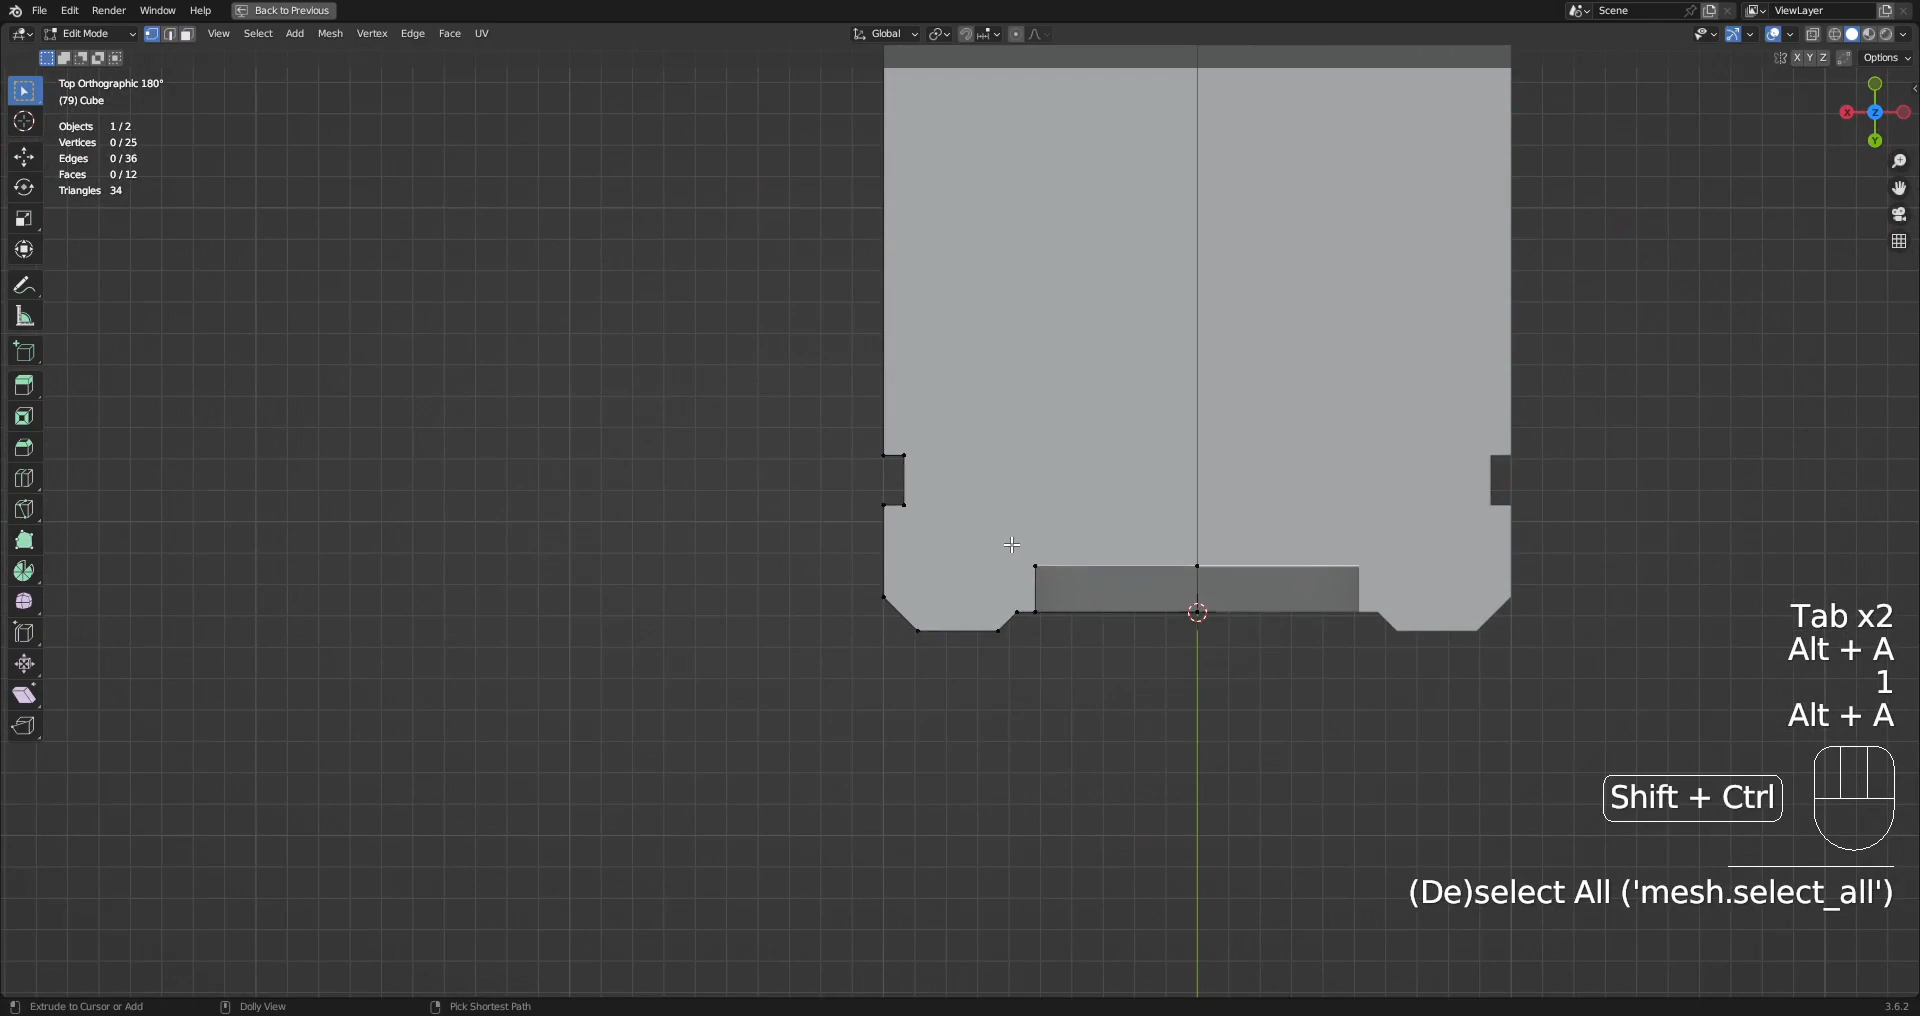 File Edit Render Window Help Back to Previous Scene ViewLayer
Edit Mode View Select Add Mesh Vertex Edge Face UV Global
X Y Z Options
Top Orthographic 180°
(79) Cube
Objects 1 / 2
Vertices 0 / 25
Edges 0 / 36
Faces 0 / 12
Triangles 34
X Z
Y
Tab x2
Alt + A
1
Alt + A
Shift + Ctrl
(De)select All ('mesh.select_all')
Extrude to Cursor or Add Dolly View Pick Shortest Path 3.6.2